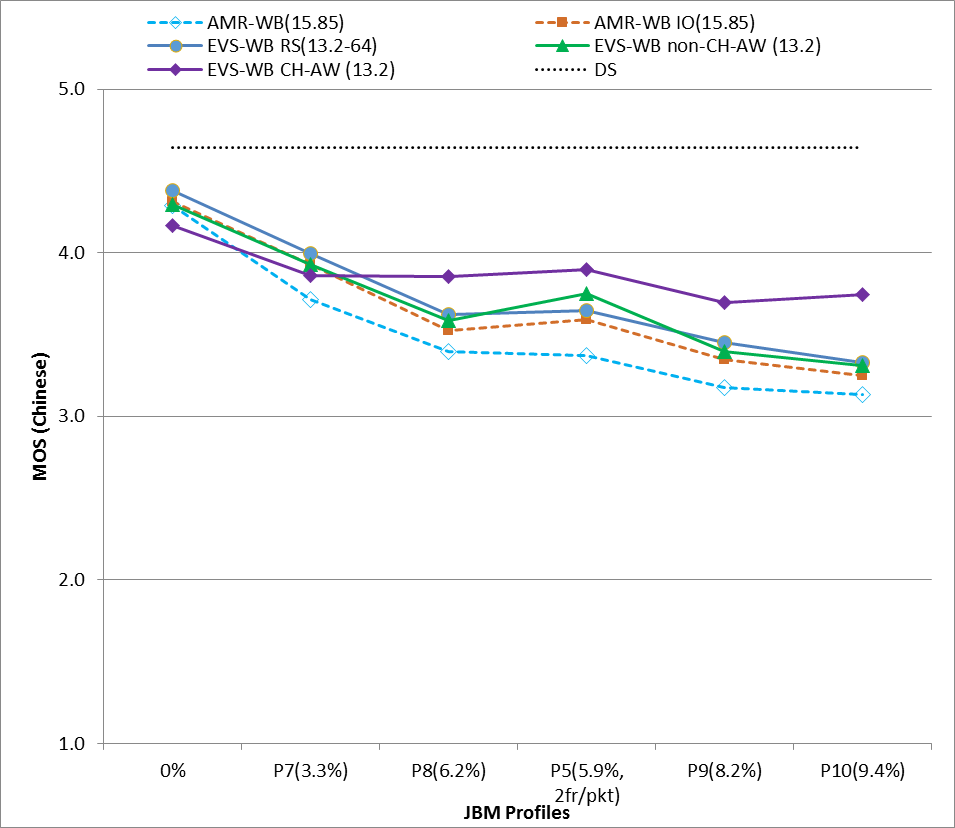 AMR-WB(15.85)
AMR-WB IO(15.85)
EVS-WB RS(13.2-64)
EVS-WB non-CH-AW (13.2)
EVS-WB CH-AW (13.2)
DS
5.0
4.0
3.0
2.0
1.0
MOS (Chinese)
0%
P7(3.3%)
P8(6.2%)
P5(5.9%,
2fr/pkt)
P9(8.2%)
P10(9.4%)
JBM Profiles